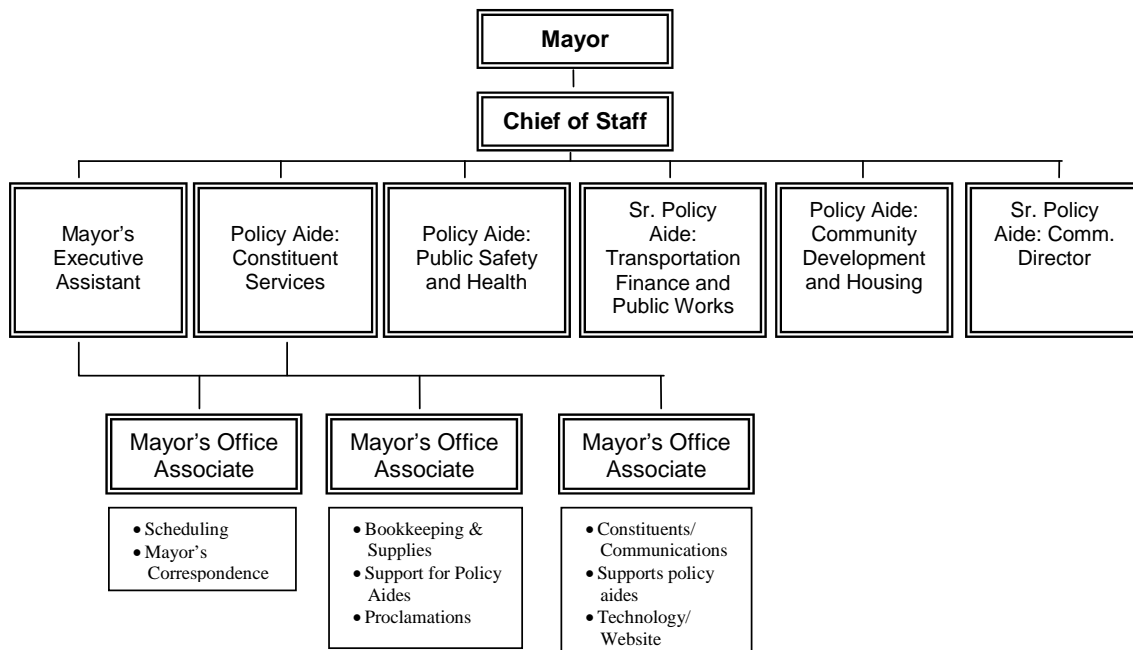 Mayor
Chief of Staff
Mayor’s
Executive
Assistant
Policy Aide:
Constituent
Services
Policy Aide:
Public Safety
and Health
Sr. Policy
Aide:
Transportation
Finance and
Public Works
Policy Aide:
Community
Development
and Housing
Sr. Policy
Aide: Comm.
Director
Mayor’s Office
Associate
• Scheduling
• Mayor’s
Correspondence
Mayor’s Office
Associate
• Bookkeeping &
Supplies
• Support for Policy
Aides
• Proclamations
Mayor’s Office
Associate
• Constituents/
Communications
• Supports policy
aides
• Technology/
Website